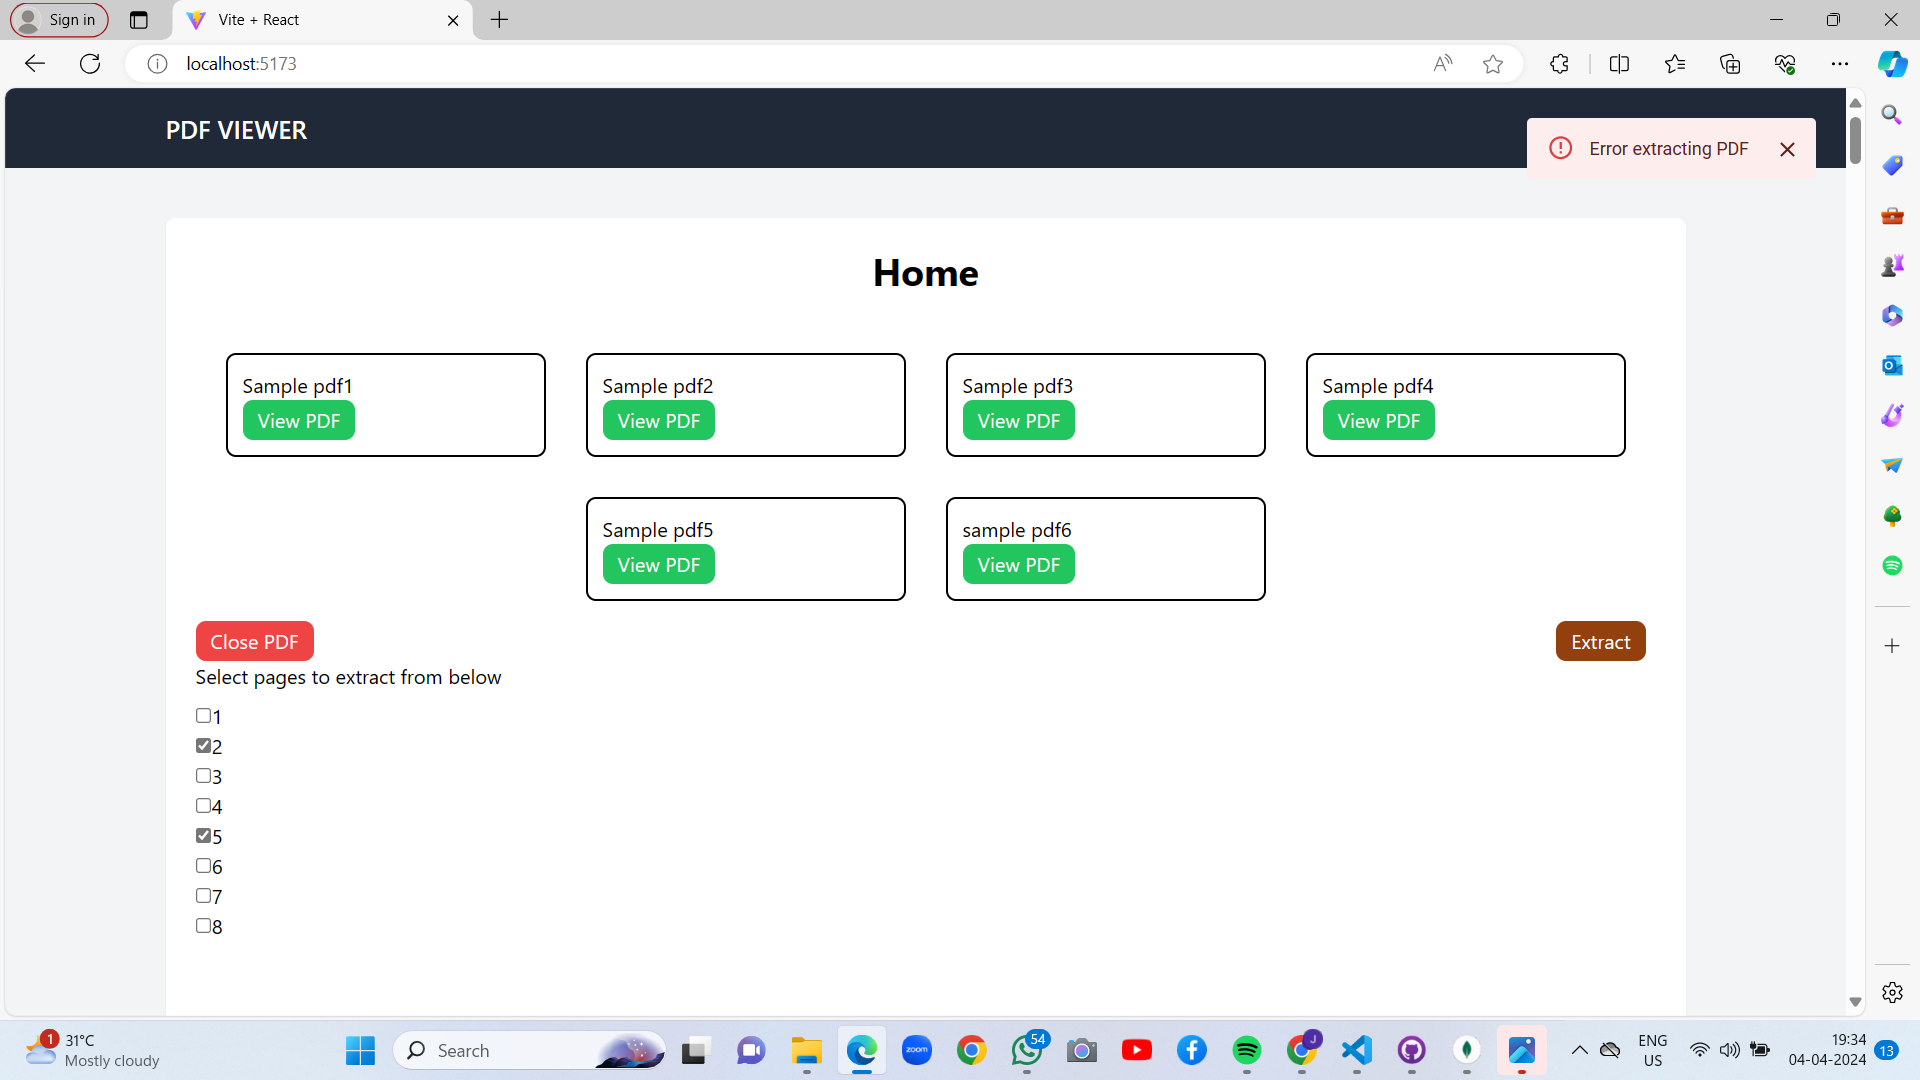 Sign in
Vite + React
localhost:5173
PDF VIEWER
Error extracting PDF
Home
Sample pdf1
View PDF
Sample pdf2
View PDF
Sample pdf3
View PDF
Sample pdf4
View PDF
Sample pdf5
View PDF
sample pdf6
View PDF
Close PDF
Extract
Select pages to extract from below
1
2
3
4
5
6
7
8
1
31°C
Mostly cloudy
Search
zoom
54
J
ENG
US
19:34
04-04-2024
13